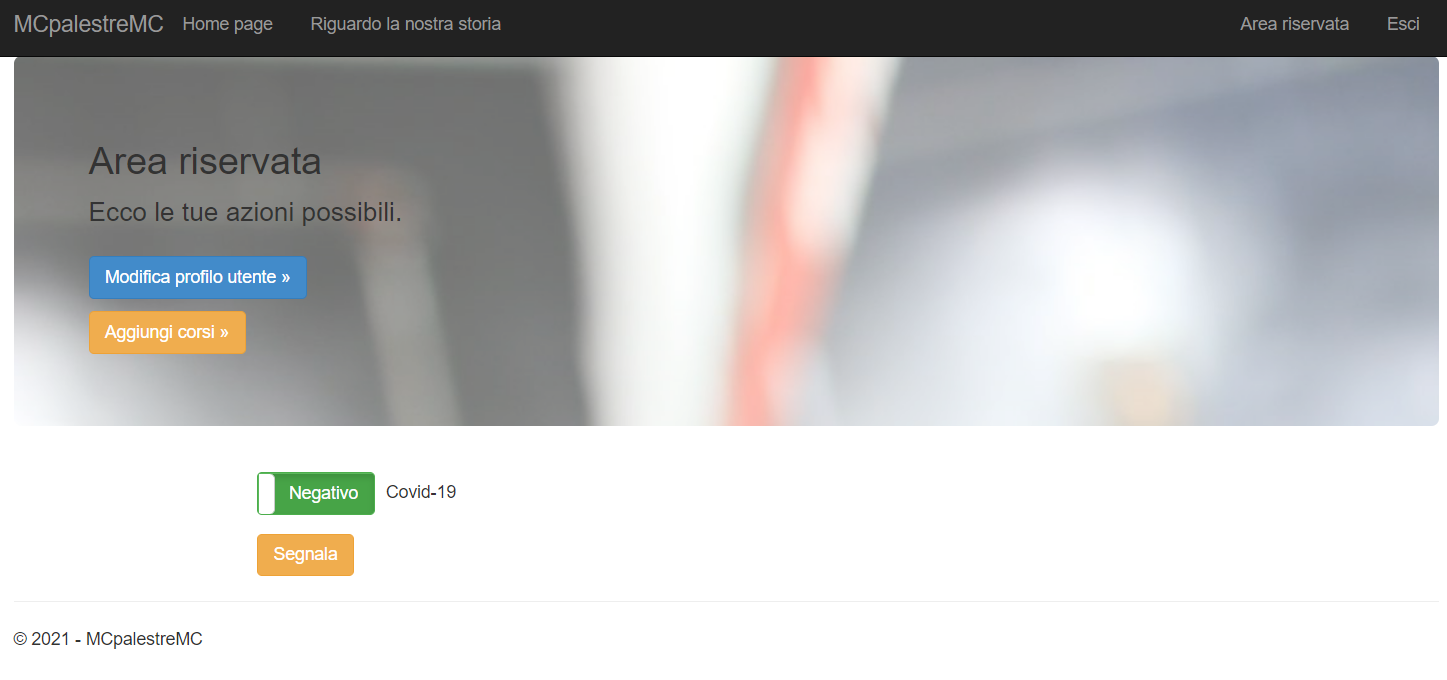 MCpalestreMC Home page Riguardo la nostra storia Area riservata Esci
Area riservata
Ecco le tue azioni possibili.
Modifica profilo utente »
Aggiungi corsi »
Negativo Covid-19
Segnala
© 2021 - MCpalestreMC